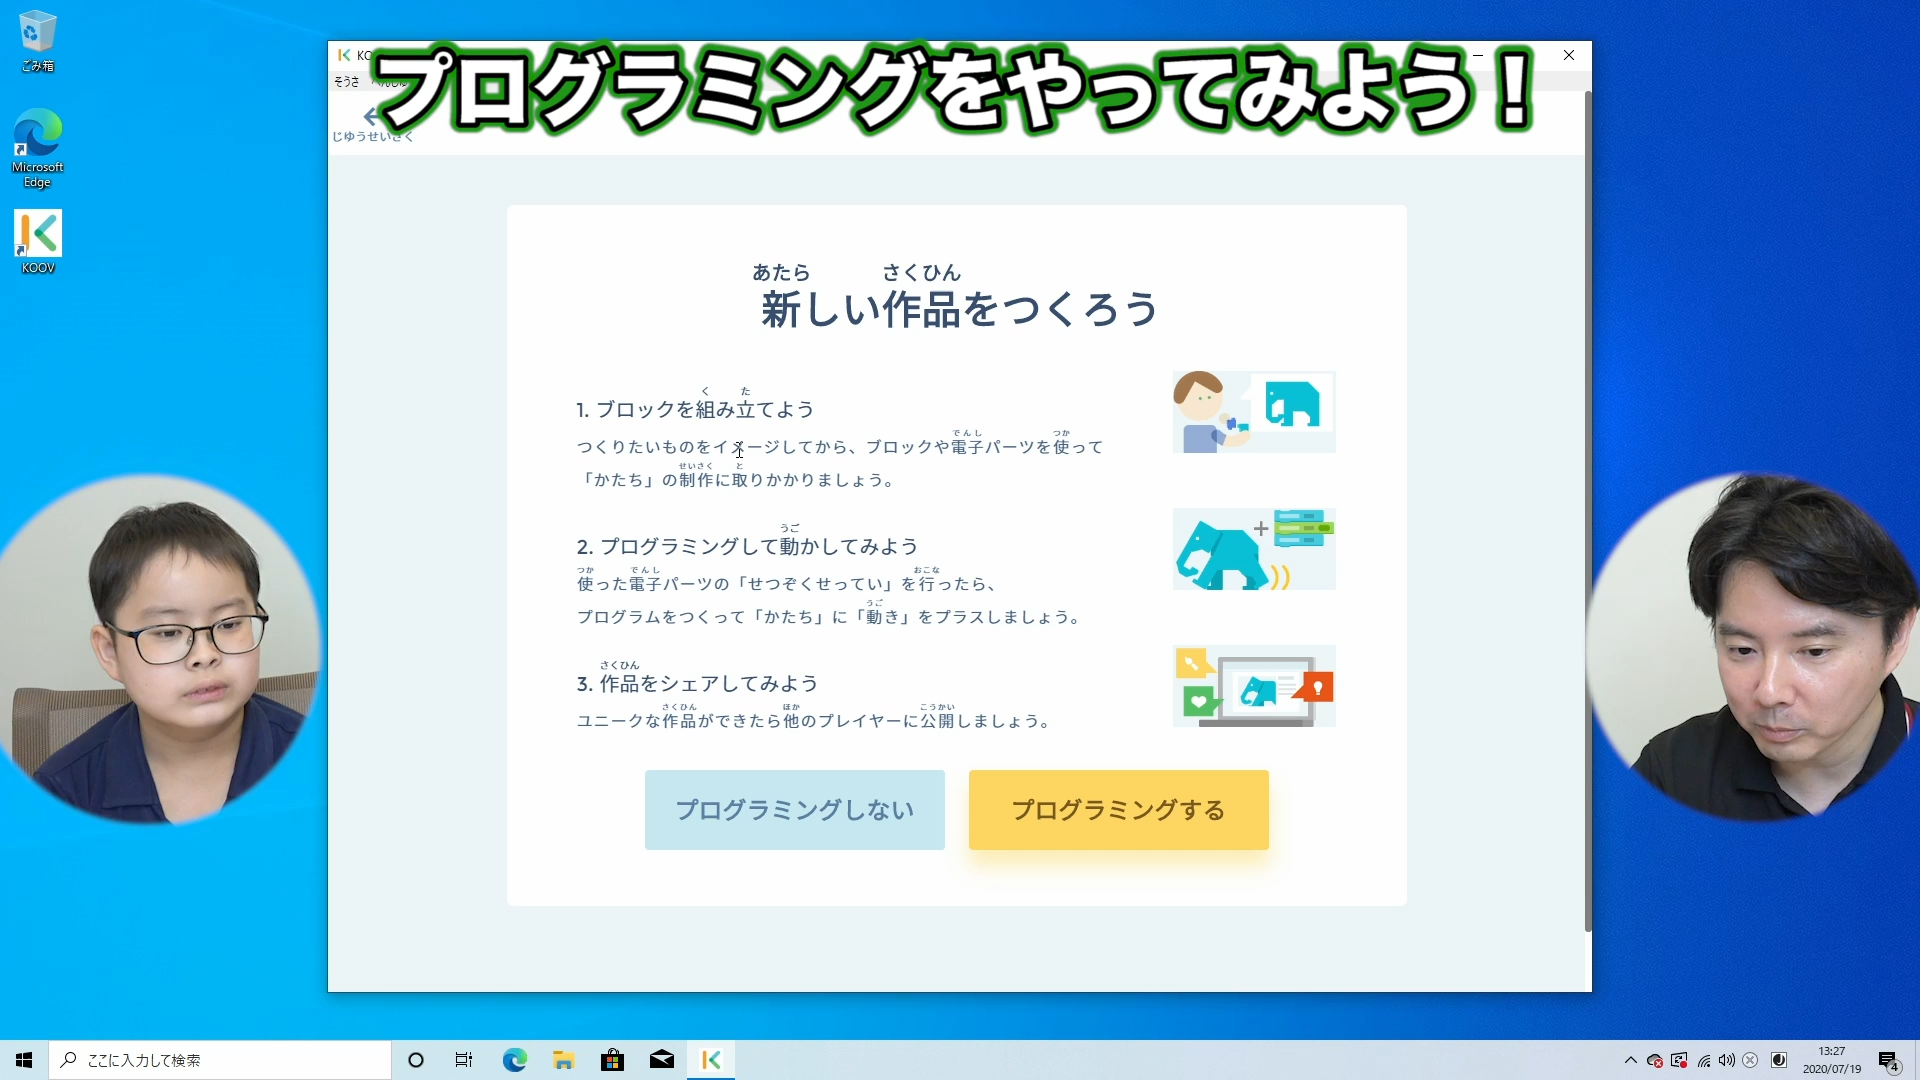 プログラミングをやってみよう！
ごみ箱
Microsoft
Edge
KOOV
そうさ
じゆうせいさく
あたら さくひん
新しい作品をつくろう
く た
1. ブロックを組み立てよう
でんし つか
つくりたいものをイメージしてから、ブロックや電子パーツを使って
せいさく と
「かたち」の制作に取りかかりましょう。
うご
2. プログラミングして動かしてみよう
つか でんし おこな
使った電子パーツの「せつぞくせってい」を行ったら、
うご
プログラムをつくって「かたち」に「動き」をプラスしましょう。
さくひん
3. 作品をシェアしてみよう
さくひん ほか こうかい
ユニークな作品ができたら他のプレイヤーに公開しましょう。
プログラミングしない
プログラミングする
ここに入力して検索
13:27
2020/07/19
4